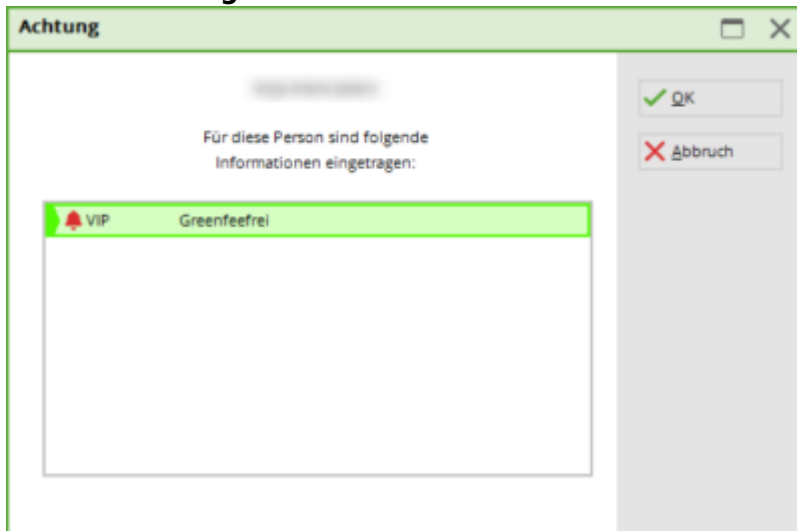 Achtung
Für diese Person sind folgende
Informationen eingetragen:
VIP Greenfeefrei
OK
Abbruch